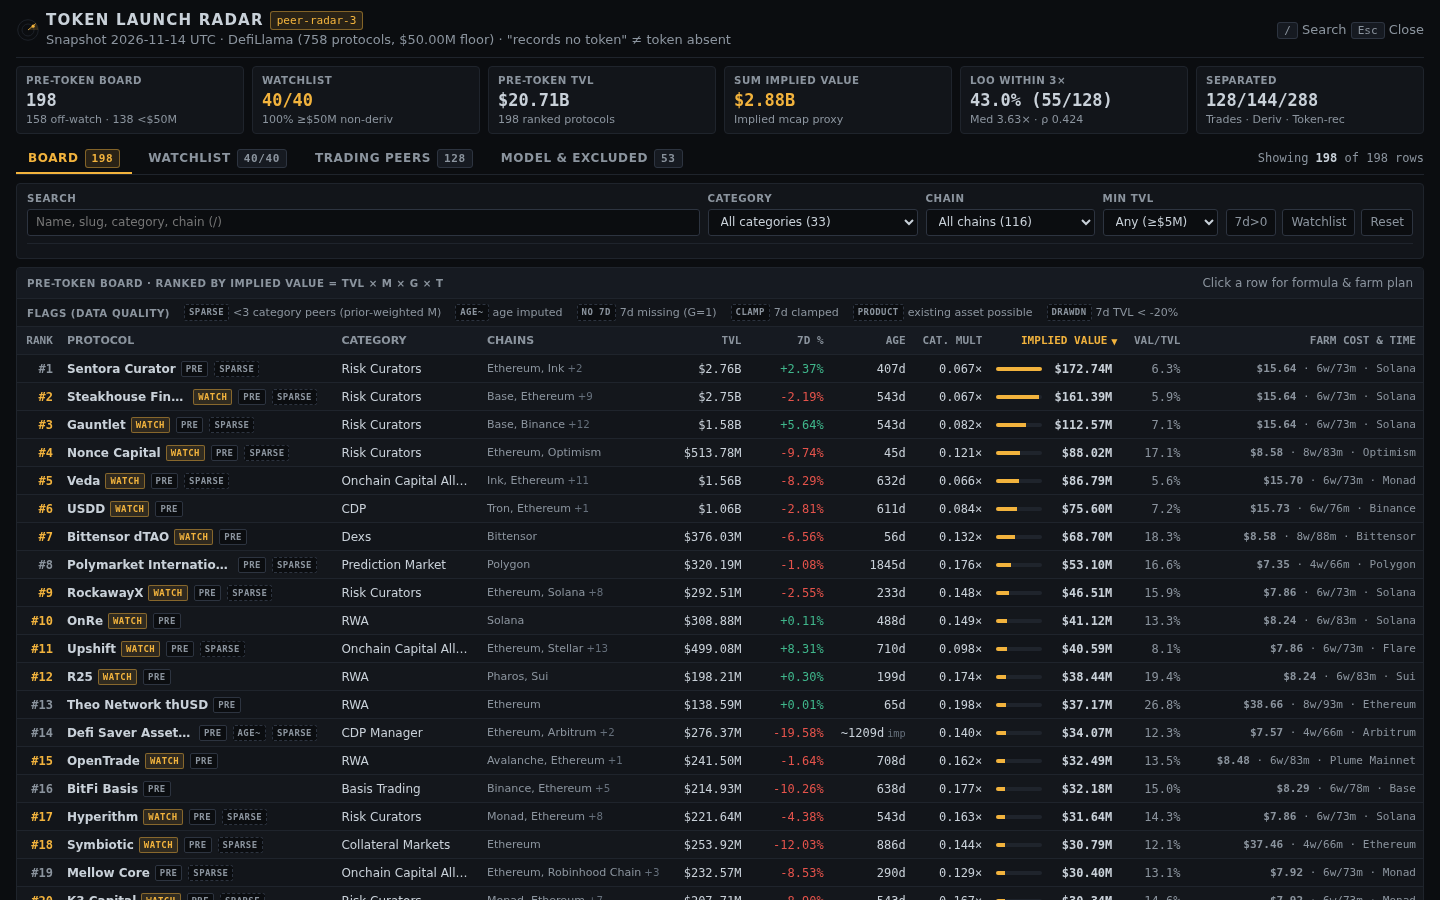 TOKEN LAUNCH RADAR peer-radar-3
Snapshot 2026-11-14 UTC · DefiLlama (758 protocols, $50.00M floor) · "records no token" ≠ token absent
/ Search Esc Close
PRE-TOKEN BOARD
198
158 off-watch · 138 <$50M
WATCHLIST
40/40
100% ≥$50M non-deriv
PRE-TOKEN TVL
$20.71B
198 ranked protocols
SUM IMPLIED VALUE
$2.88B
Implied mcap proxy
LOO WITHIN 3×
43.0% (55/128)
Med 3.63× · ρ 0.424
SEPARATED
128/144/288
Trades · Deriv · Token-rec
BOARD 198 WATCHLIST 40/40 TRADING PEERS 128 MODEL & EXCLUDED 53 Showing 198 of 198 rows
SEARCH CATEGORY CHAIN MIN TVL
Name, slug, category, chain (/) All categories (33) All chains (116) Any (≥$5M) 7d>0 Watchlist Reset
PRE-TOKEN BOARD · RANKED BY IMPLIED VALUE = TVL × M × G × T Click a row for formula & farm plan
FLAGS (DATA QUALITY) SPARSE <3 category peers (prior-weighted M) AGE~ age imputed NO 7D 7d missing (G=1) CLAMP 7d clamped PRODUCT existing asset possible DRAWDN 7d TVL < -20%
RANK PROTOCOL CATEGORY CHAINS TVL 7D % AGE CAT. MULT IMPLIED VALUE ▼ VAL/TVL FARM COST & TIME
#1 Sentora Curator PRE SPARSE Risk Curators Ethereum, Ink +2 $2.76B +2.37% 407d 0.067× $172.74M 6.3% $15.64 · 6w/73m · Solana
#2 Steakhouse Fin… WATCH PRE SPARSE Risk Curators Base, Ethereum +9 $2.75B -2.19% 543d 0.067× $161.39M 5.9% $15.64 · 6w/73m · Solana
#3 Gauntlet WATCH PRE SPARSE Risk Curators Base, Binance +12 $1.58B +5.64% 543d 0.082× $112.57M 7.1% $15.64 · 6w/73m · Solana
#4 Nonce Capital WATCH PRE SPARSE Risk Curators Ethereum, Optimism $513.78M -9.74% 45d 0.121× $88.02M 17.1% $8.58 · 8w/83m · Optimism
#5 Veda WATCH PRE SPARSE Onchain Capital All… Ink, Ethereum +11 $1.56B -8.29% 632d 0.066× $86.79M 5.6% $15.70 · 6w/73m · Monad
#6 USDD WATCH PRE CDP Tron, Ethereum +1 $1.06B -2.81% 611d 0.084× $75.60M 7.2% $15.73 · 6w/76m · Binance
#7 Bittensor dTAO WATCH PRE Dexs Bittensor $376.03M -6.56% 56d 0.132× $68.70M 18.3% $8.58 · 8w/88m · Bittensor
#8 Polymarket Internatio… PRE SPARSE Prediction Market Polygon $320.19M -1.08% 1845d 0.176× $53.10M 16.6% $7.35 · 4w/66m · Polygon
#9 RockawayX WATCH PRE SPARSE Risk Curators Ethereum, Solana +8 $292.51M -2.55% 233d 0.148× $46.51M 15.9% $7.86 · 6w/73m · Solana
#10 OnRe WATCH PRE RWA Solana $308.88M +0.11% 488d 0.149× $41.12M 13.3% $8.24 · 6w/83m · Solana
#11 Upshift WATCH PRE SPARSE Onchain Capital All… Ethereum, Stellar +13 $499.08M +8.31% 710d 0.098× $40.59M 8.1% $7.86 · 6w/73m · Flare
#12 R25 WATCH PRE RWA Pharos, Sui $198.21M +0.30% 199d 0.174× $38.44M 19.4% $8.24 · 6w/83m · Sui
#13 Theo Network thUSD PRE RWA Ethereum $138.59M +0.01% 65d 0.198× $37.17M 26.8% $38.66 · 8w/93m · Ethereum
#14 Defi Saver Asset… PRE AGE~ SPARSE CDP Manager Ethereum, Arbitrum +2 $276.37M -19.58% ~1209d imp 0.140× $34.07M 12.3% $7.57 · 4w/66m · Arbitrum
#15 OpenTrade WATCH PRE RWA Avalanche, Ethereum +1 $241.50M -1.64% 708d 0.162× $32.49M 13.5% $8.48 · 6w/83m · Plume Mainnet
#16 BitFi Basis PRE Basis Trading Binance, Ethereum +5 $214.93M -10.26% 638d 0.177× $32.18M 15.0% $8.29 · 6w/78m · Base
#17 Hyperithm WATCH PRE SPARSE Risk Curators Monad, Ethereum +8 $221.64M -4.38% 543d 0.163× $31.64M 14.3% $7.86 · 6w/73m · Solana
#18 Symbiotic WATCH PRE SPARSE Collateral Markets Ethereum $253.92M -12.03% 886d 0.144× $30.79M 12.1% $37.46 · 4w/66m · Ethereum
#19 Mellow Core PRE SPARSE Onchain Capital All… Ethereum, Robinhood Chain +3 $232.57M -8.53% 290d 0.129× $30.40M 13.1% $7.92 · 6w/73m · Monad
#20 K3 Capital WATCH PRE SPARSE Risk Curators Monad, Ethereum +7 $207.71M -8.90% 543d 0.167× $30.34M 14.6% $7.92 · 6w/73m · Monad